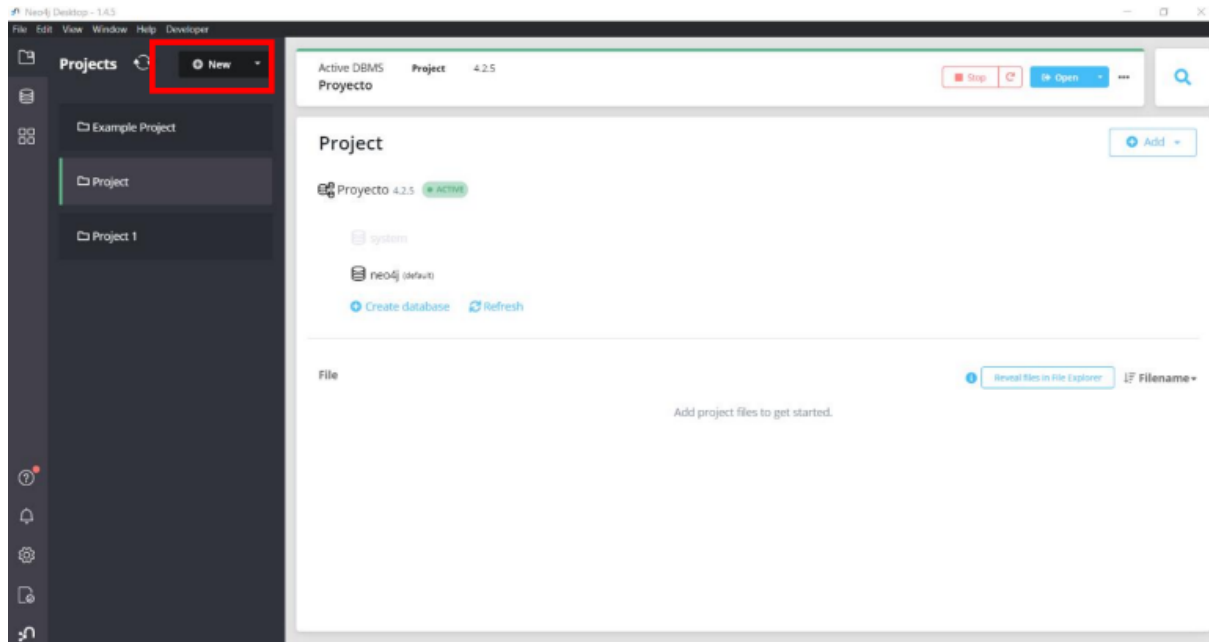 Neo4j Desktop - 1.4.5
File Edit View Window Help Developer
Projects
New
Example Project
Project
Project 1
Active DBMS Project 4.2.5
Proyecto
Stop
Open
Project
Add
Proyecto 4.2.5 ACTIVE
system
neo4j (default)
Create database Refresh
File
Reveal files in File Explorer
Filename
Add project files to get started.